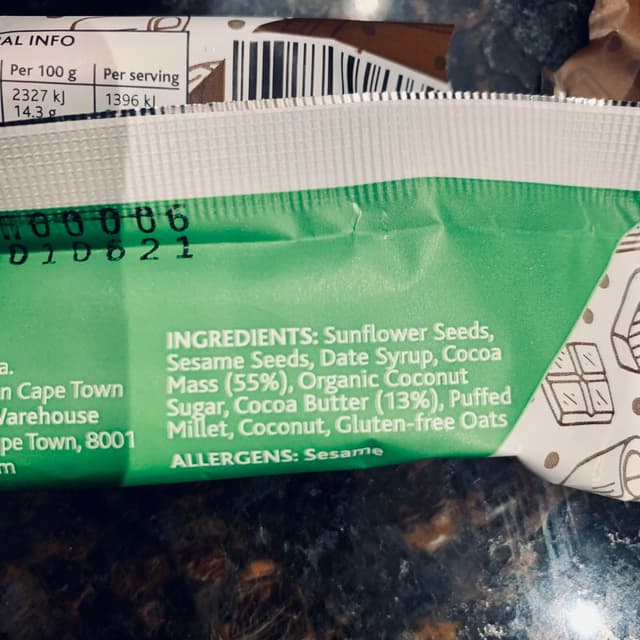 AL INFO
Per 100 g Per serving
2327 kJ 1396 kJ
14.3 g
M00006
D1D621
a.
n Cape Town
Warehouse
pe Town, 8001
m
INGREDIENTS: Sunflower Seeds,
Sesame Seeds, Date Syrup, Cocoa
Mass (55%), Organic Coconut
Sugar, Cocoa Butter (13%), Puffed
Millet, Coconut, Gluten-free Oats
ALLERGENS: Sesame